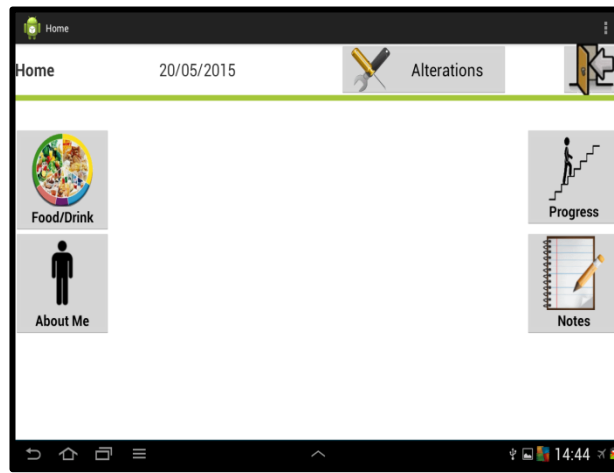 Home
Home 20/05/2015 Alterations
Food/Drink
Progress
About Me
Notes
14:44